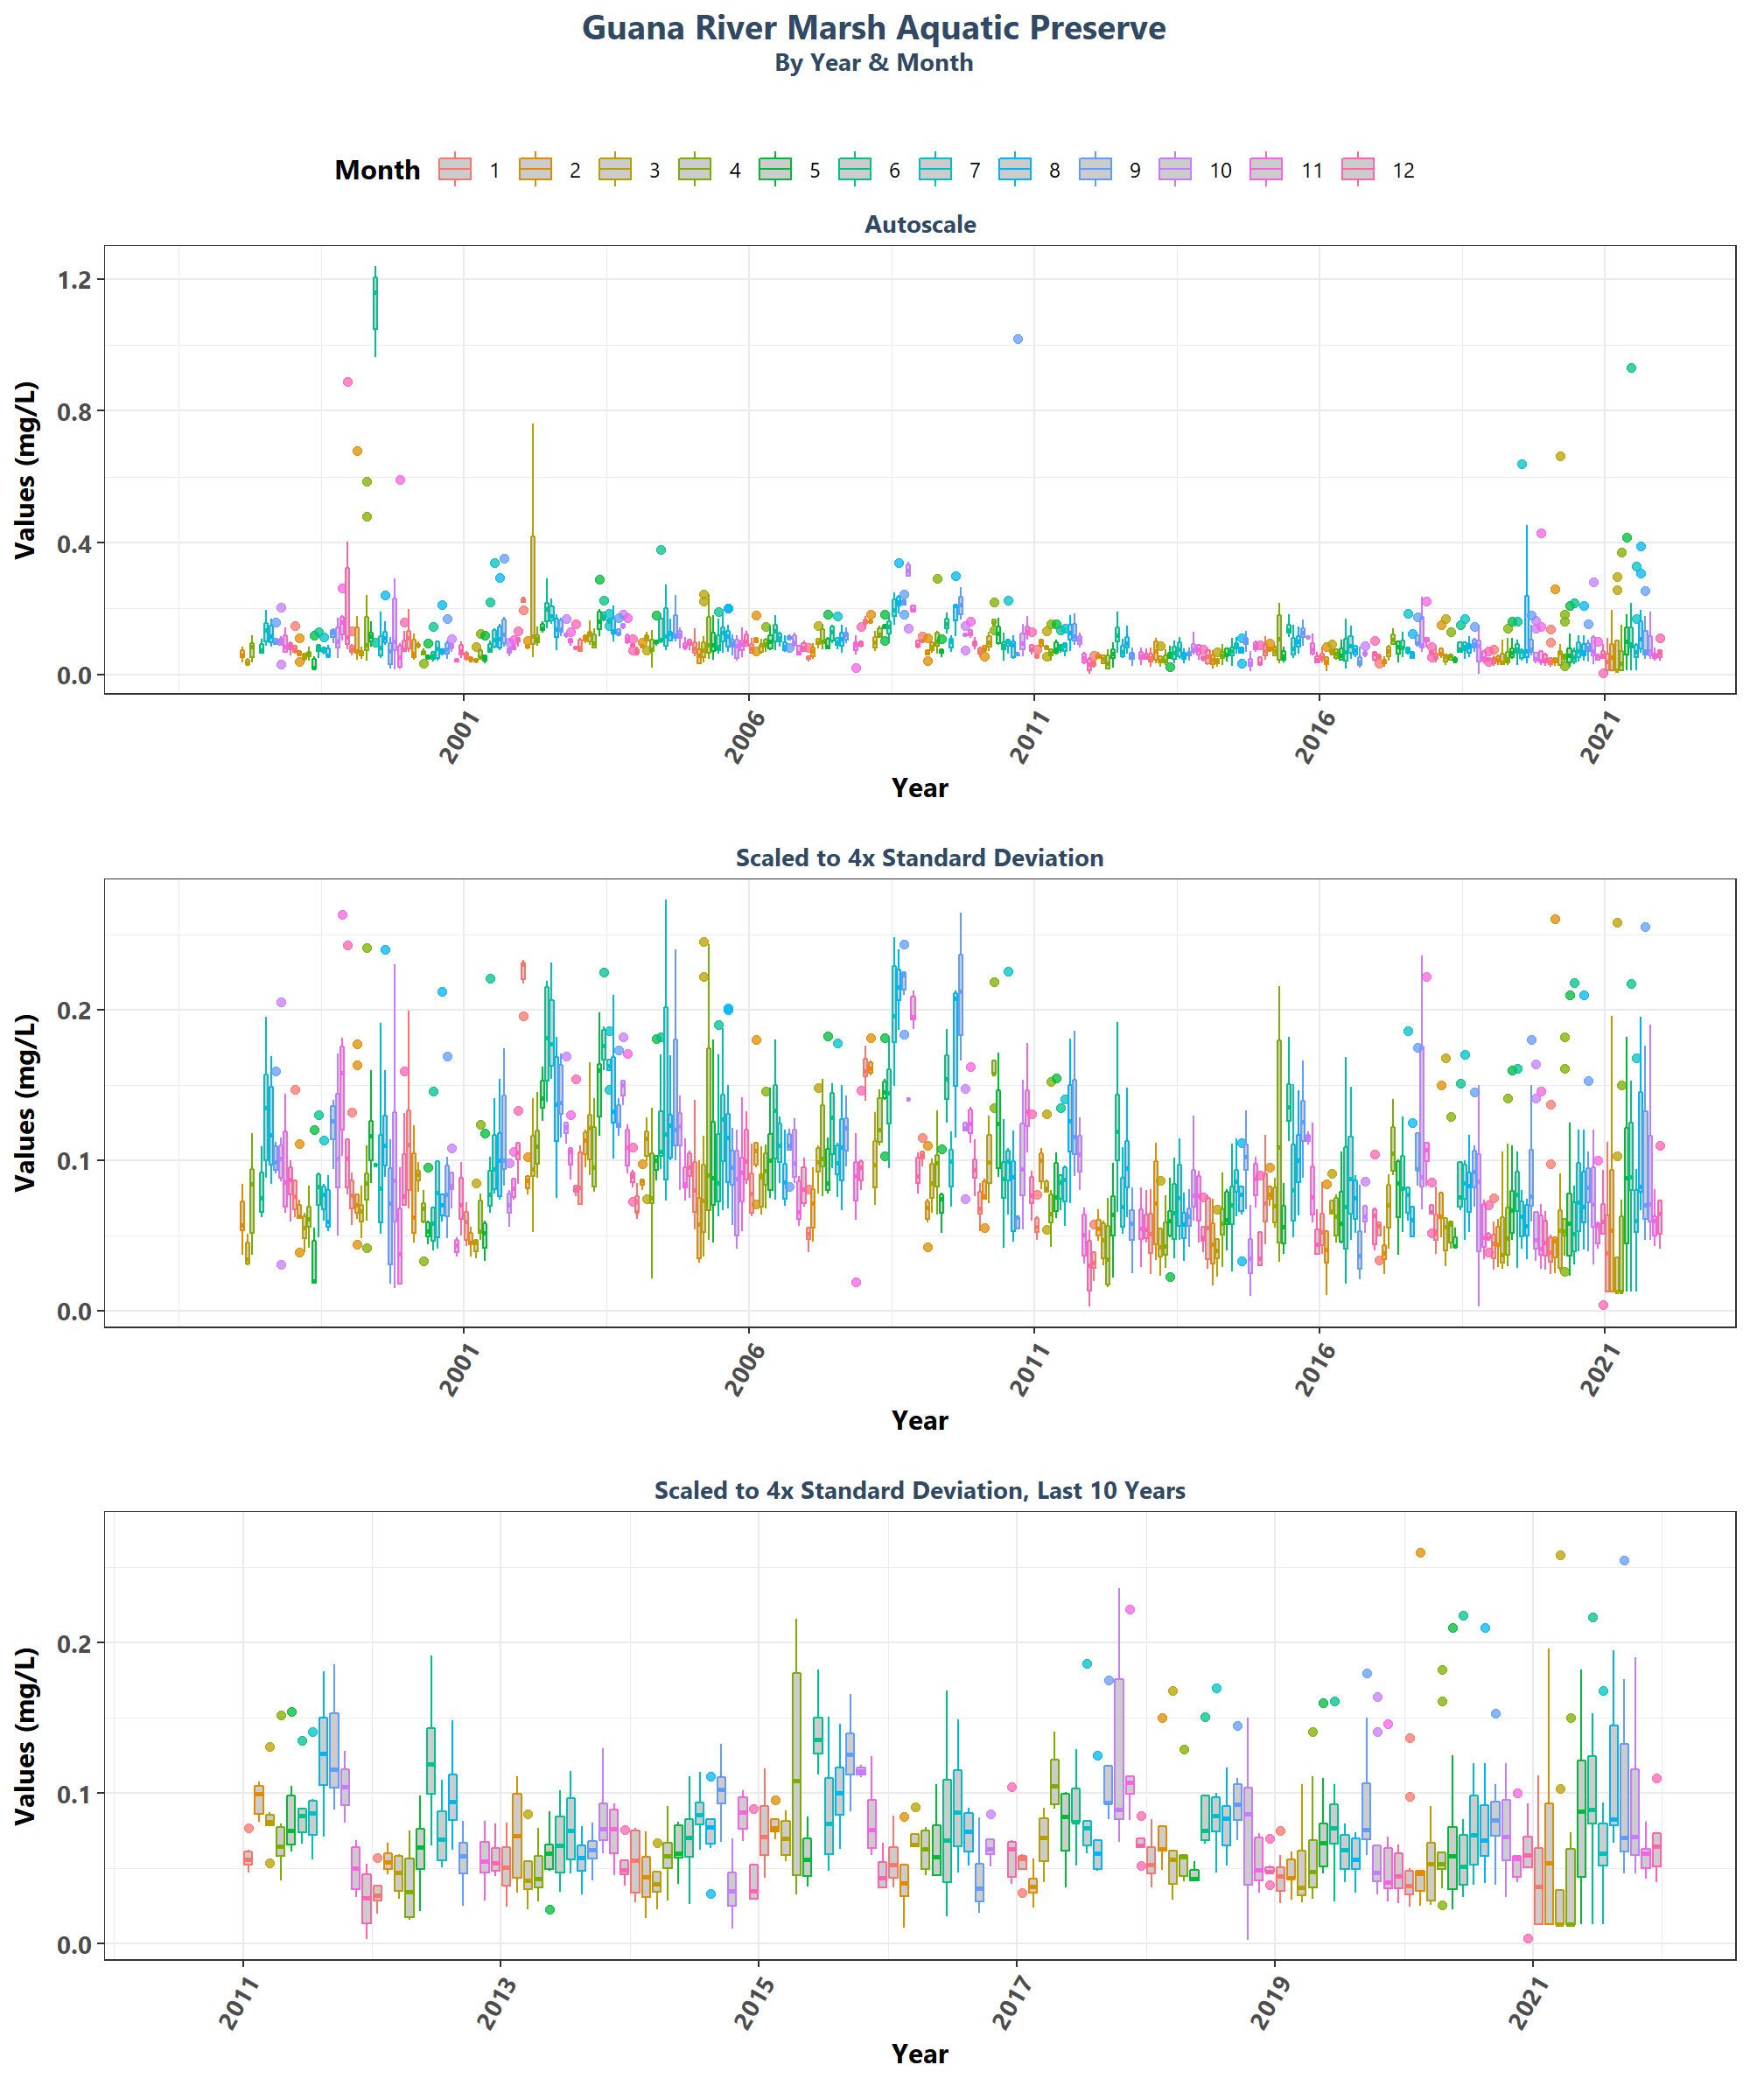 Guana River Marsh Aquatic Preserve
By Year & Month
Month 1 2 3 4 5 6 7 8 9 10 11 12
Autoscale
Values (mg/L)
1.2
0.8
0.4
0.0
2001 2006 2011 2016 2021
Year
Scaled to 4x Standard Deviation
Values (mg/L)
0.2
0.1
0.0
2001 2006 2011 2016 2021
Year
Scaled to 4x Standard Deviation, Last 10 Years
Values (mg/L)
0.2
0.1
0.0
2011 2013 2015 2017 2019 2021
Year